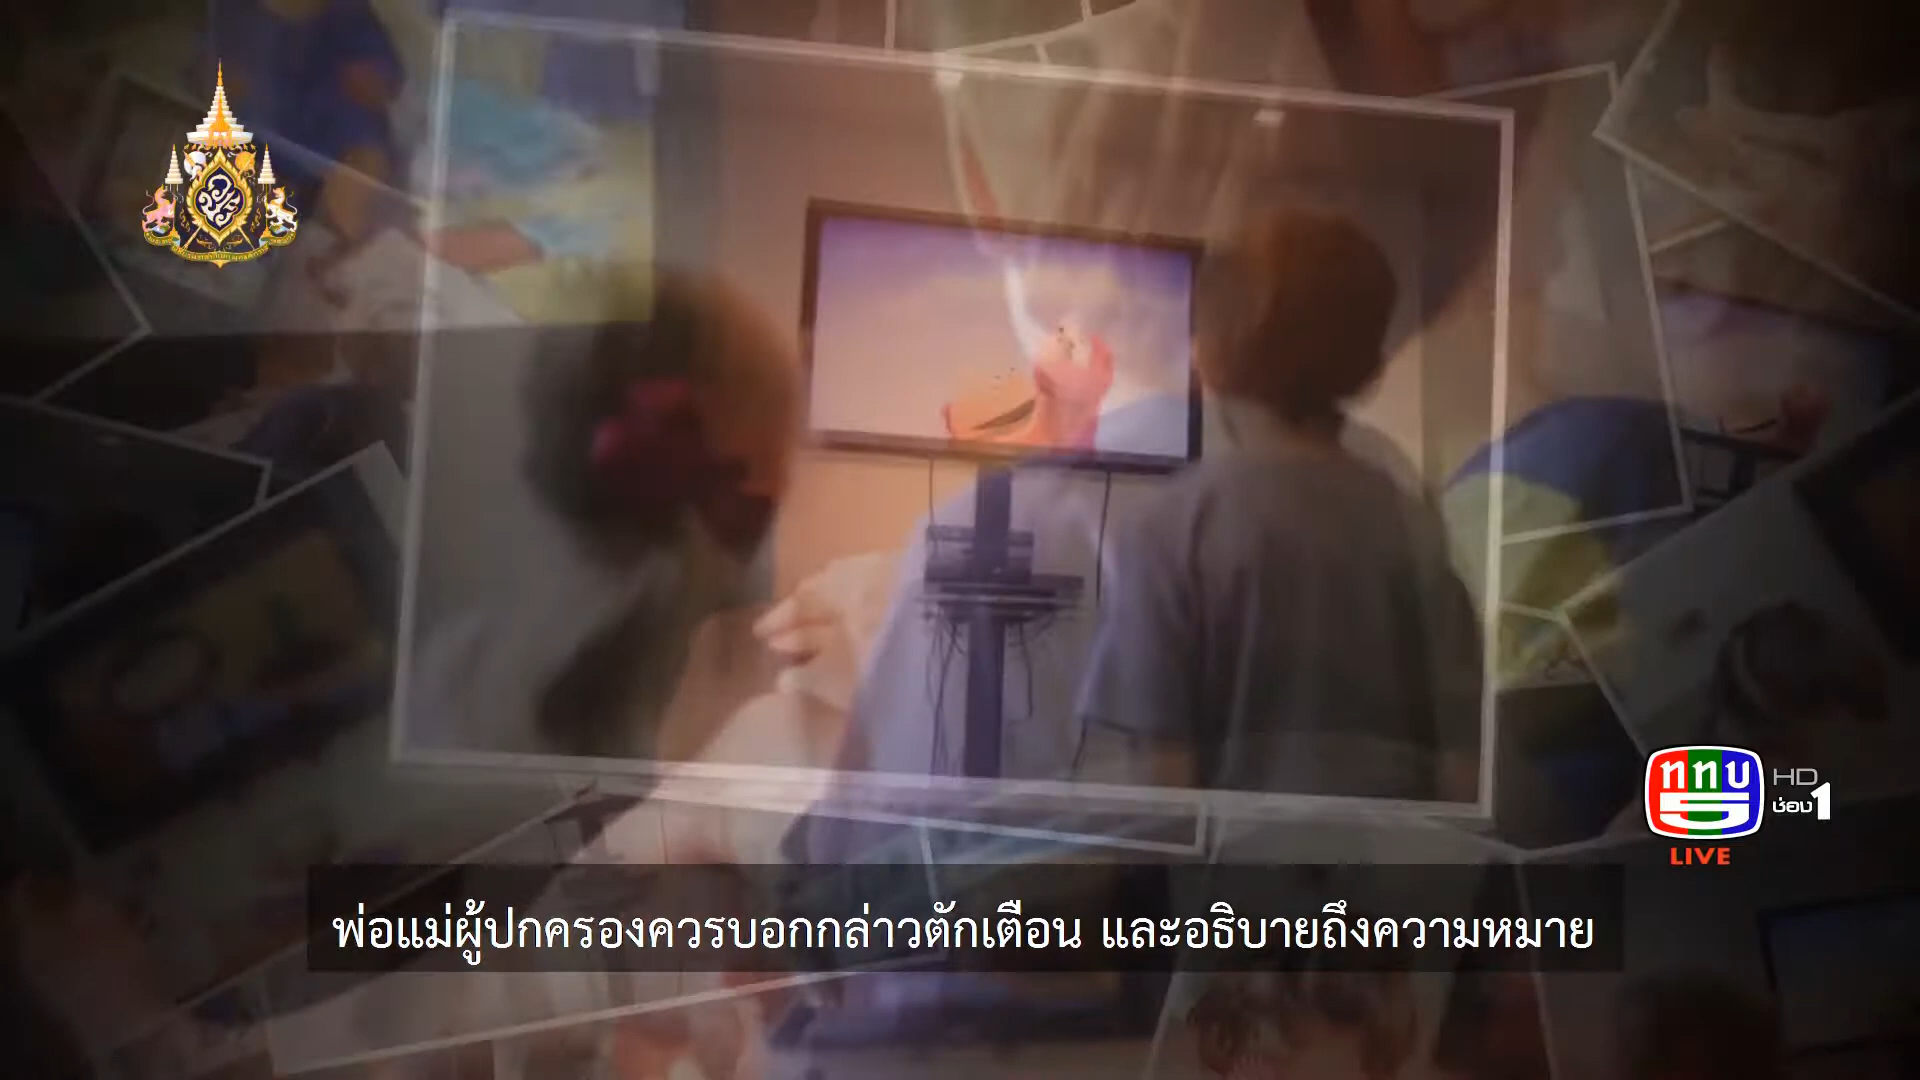 ททบ
5
HD
ช่อง1
LIVE
พ่อแม่ผู้ปกครองควรบอกกล่าวตักเตือน และอธิบายถึงความหมาย